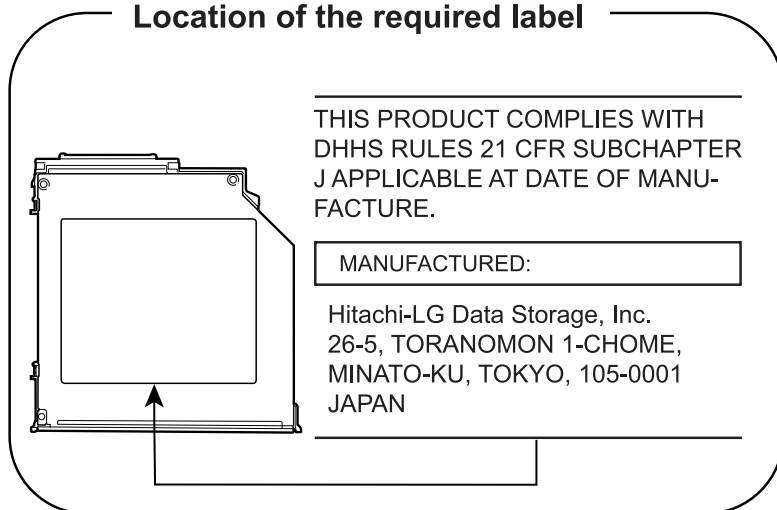 Location of the required label
THIS PRODUCT COMPLIES WITH
DHHS RULES 21 CFR SUBCHAPTER
J APPLICABLE AT DATE OF MANU-
FACTURE.
MANUFACTURED:
Hitachi-LG Data Storage, Inc.
26-5, TORANOMON 1-CHOME,
MINATO-KU, TOKYO, 105-0001
JAPAN